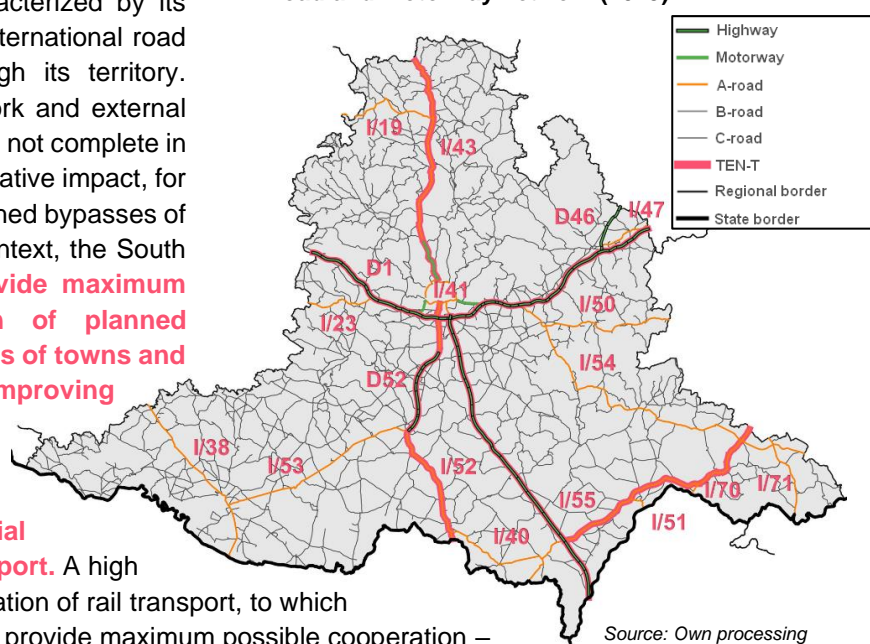 acterized by its
nternational road
gh its territory.
ork and external
not complete in
ative impact, for
ned bypasses of
ntext, the South
vide maximum
n of planned
s of towns and
mproving
ial
port. A high
ation of rail transport, to which
provide maximum possible cooperation –
Highway
Motorway
A-road
B-road
C-road
TEN-T
Regional border
State border
I/19
I/43
D46
I/47
D1
I/41
I/23
I/50
I/54
D52
I/38
I/53
I/52
I/55
I/70
I/71
I/51
I/40
Source: Own processing